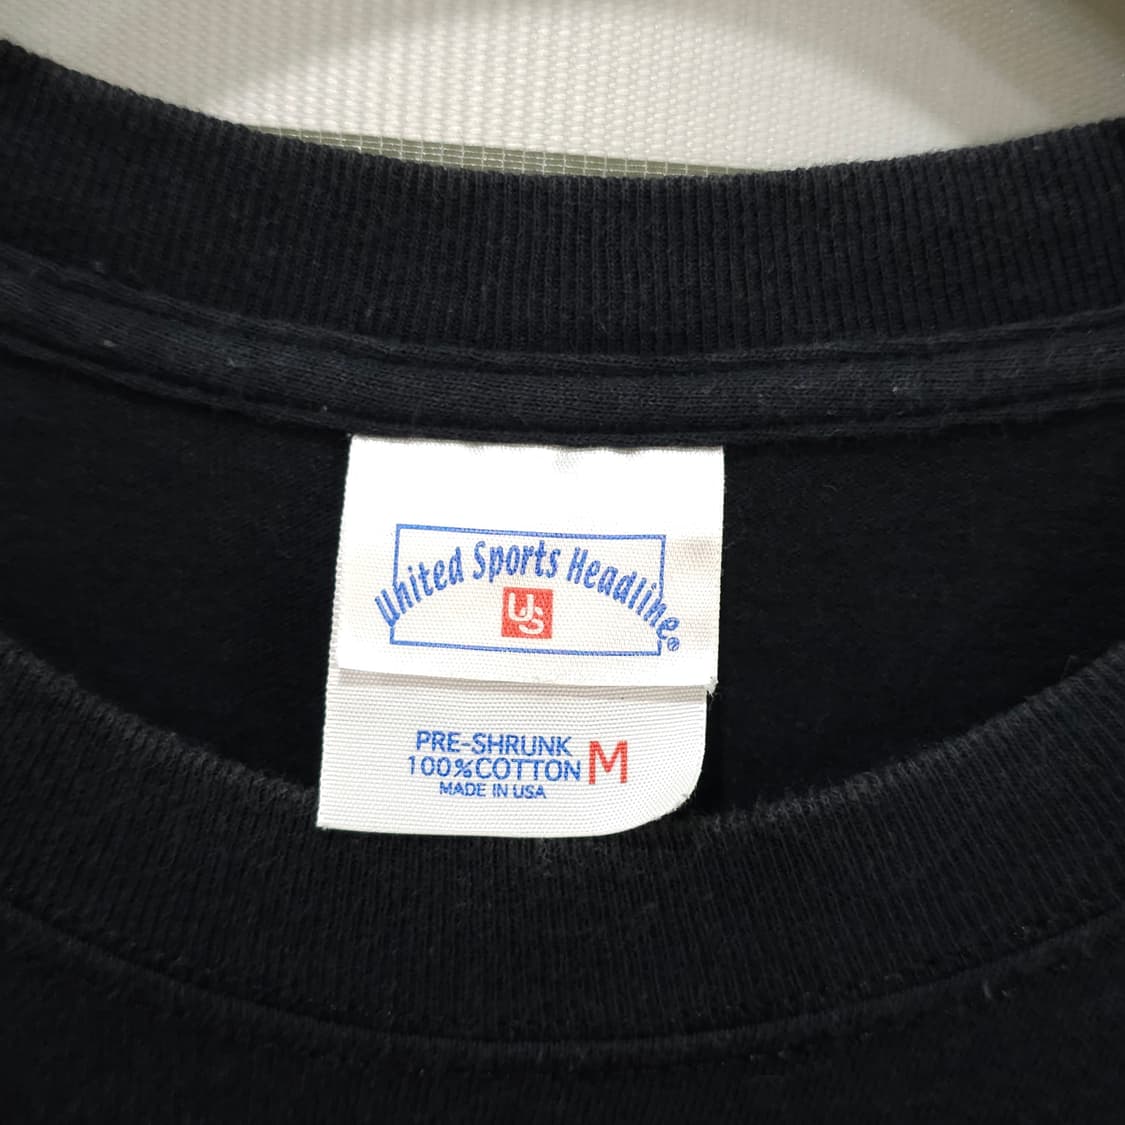 United Sports Headline®
US
PRE-SHRUNK
100%COTTON M
MADE IN USA